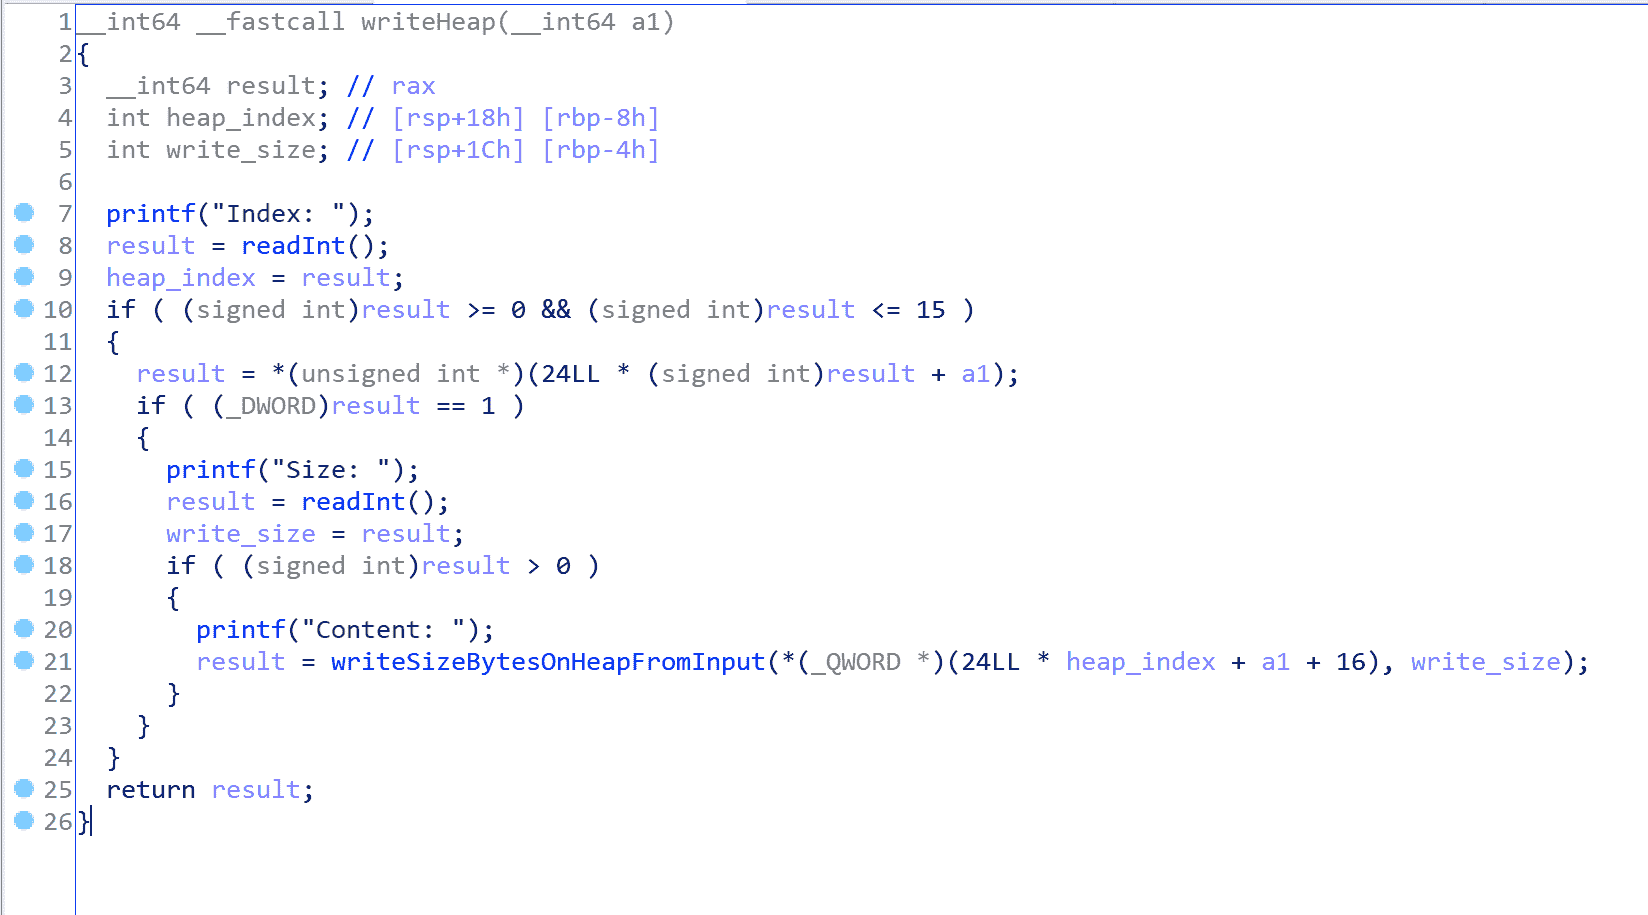 1 __int64 __fastcall writeHeap(__int64 a1)
2 {
3   __int64 result; // rax
4   int heap_index; // [rsp+18h] [rbp-8h]
5   int write_size; // [rsp+1Ch] [rbp-4h]
6
7   printf("Index: ");
8   result = readInt();
9   heap_index = result;
10   if ( (signed int)result >= 0 && (signed int)result <= 15 )
11   {
12     result = *(unsigned int *)(24LL * (signed int)result + a1);
13     if ( (_DWORD)result == 1 )
14     {
15       printf("Size: ");
16       result = readInt();
17       write_size = result;
18       if ( (signed int)result > 0 )
19       {
20         printf("Content: ");
21         result = writeSizeBytesOnHeapFromInput(*(_QWORD *)(24LL * heap_index + a1 + 16), write_size);
22       }
23     }
24   }
25   return result;
26 }